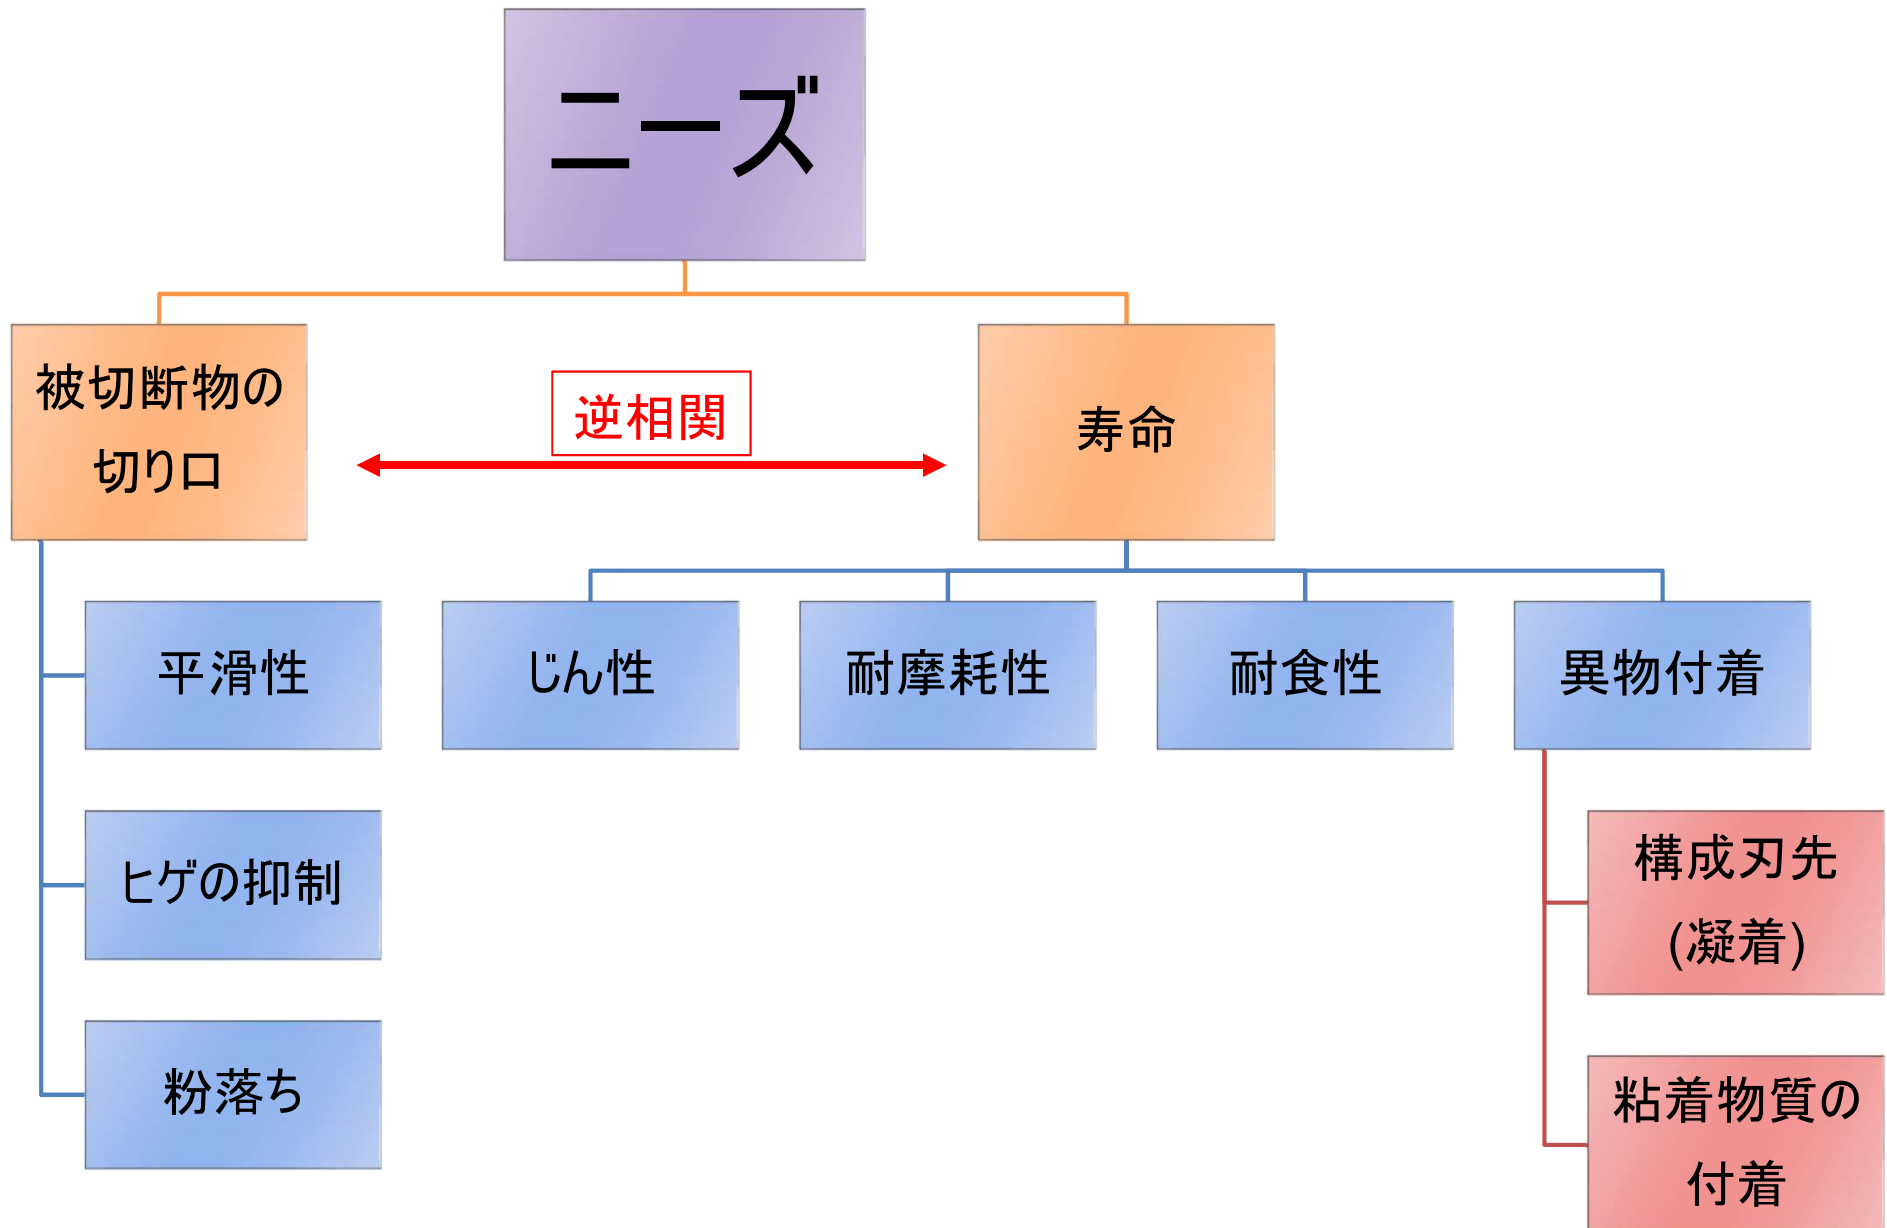 ニーズ
被切断物の
切り口
逆相関
寿命
平滑性
じん性
耐摩耗性
耐食性
異物付着
ヒゲの抑制
構成刃先
(凝着)
粉落ち
粘着物質の
付着